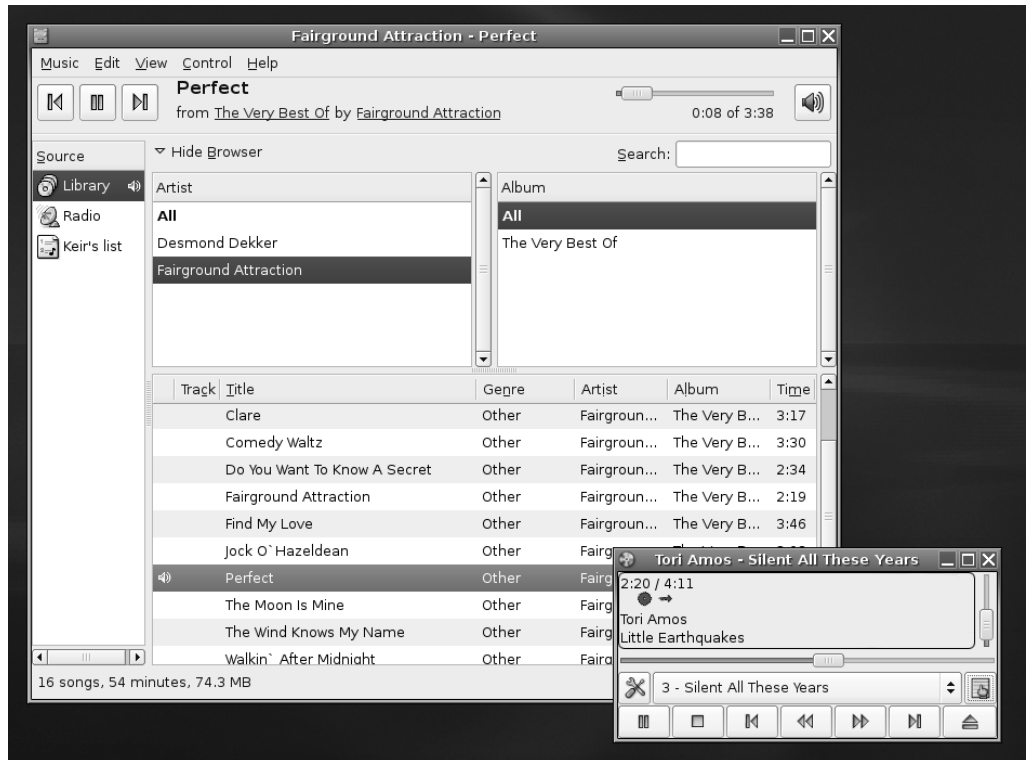 Fairground Attraction - Perfect
Music Edit View Control Help
Perfect
from The Very Best Of by Fairground Attraction
0:08 of 3:38
Source
Hide Browser
Search:
Library
Radio
Keir's list
Artist
All
Desmond Dekker
Fairground Attraction
Album
All
The Very Best Of
Track Title Genre Artist Album Time
Clare Other Fairgroun... The Very B... 3:17
Comedy Waltz Other Fairgroun... The Very B... 3:30
Do You Want To Know A Secret Other Fairgroun... The Very B... 2:34
Fairground Attraction Other Fairgroun... The Very B... 2:19
Find My Love Other Fairgroun... The Very B... 3:46
Jock O`Hazeldean Other Fairg
Perfect Other Fairg
The Moon Is Mine Other Fairg
The Wind Knows My Name Other Fairg
Walkin` After Midnight Other Fairg
16 songs, 54 minutes, 74.3 MB
Tori Amos - Silent All These Years
2:20 / 4:11
Tori Amos
Little Earthquakes
3 - Silent All These Years